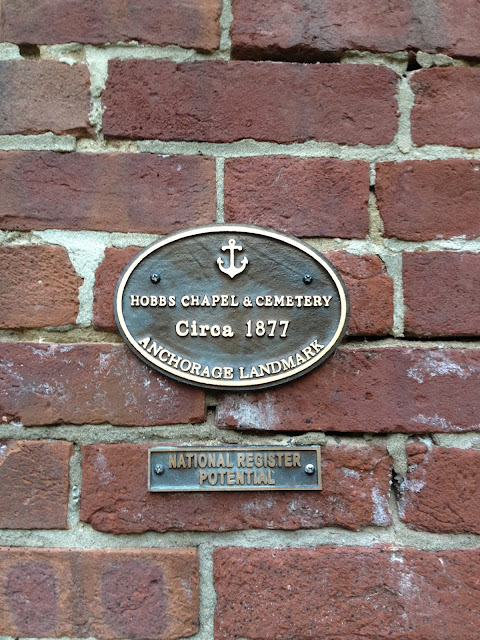 HOBBS CHAPEL & CEMETERY
Circa 1877
ANCHORAGE LANDMARK
NATIONAL REGISTER
POTENTIAL